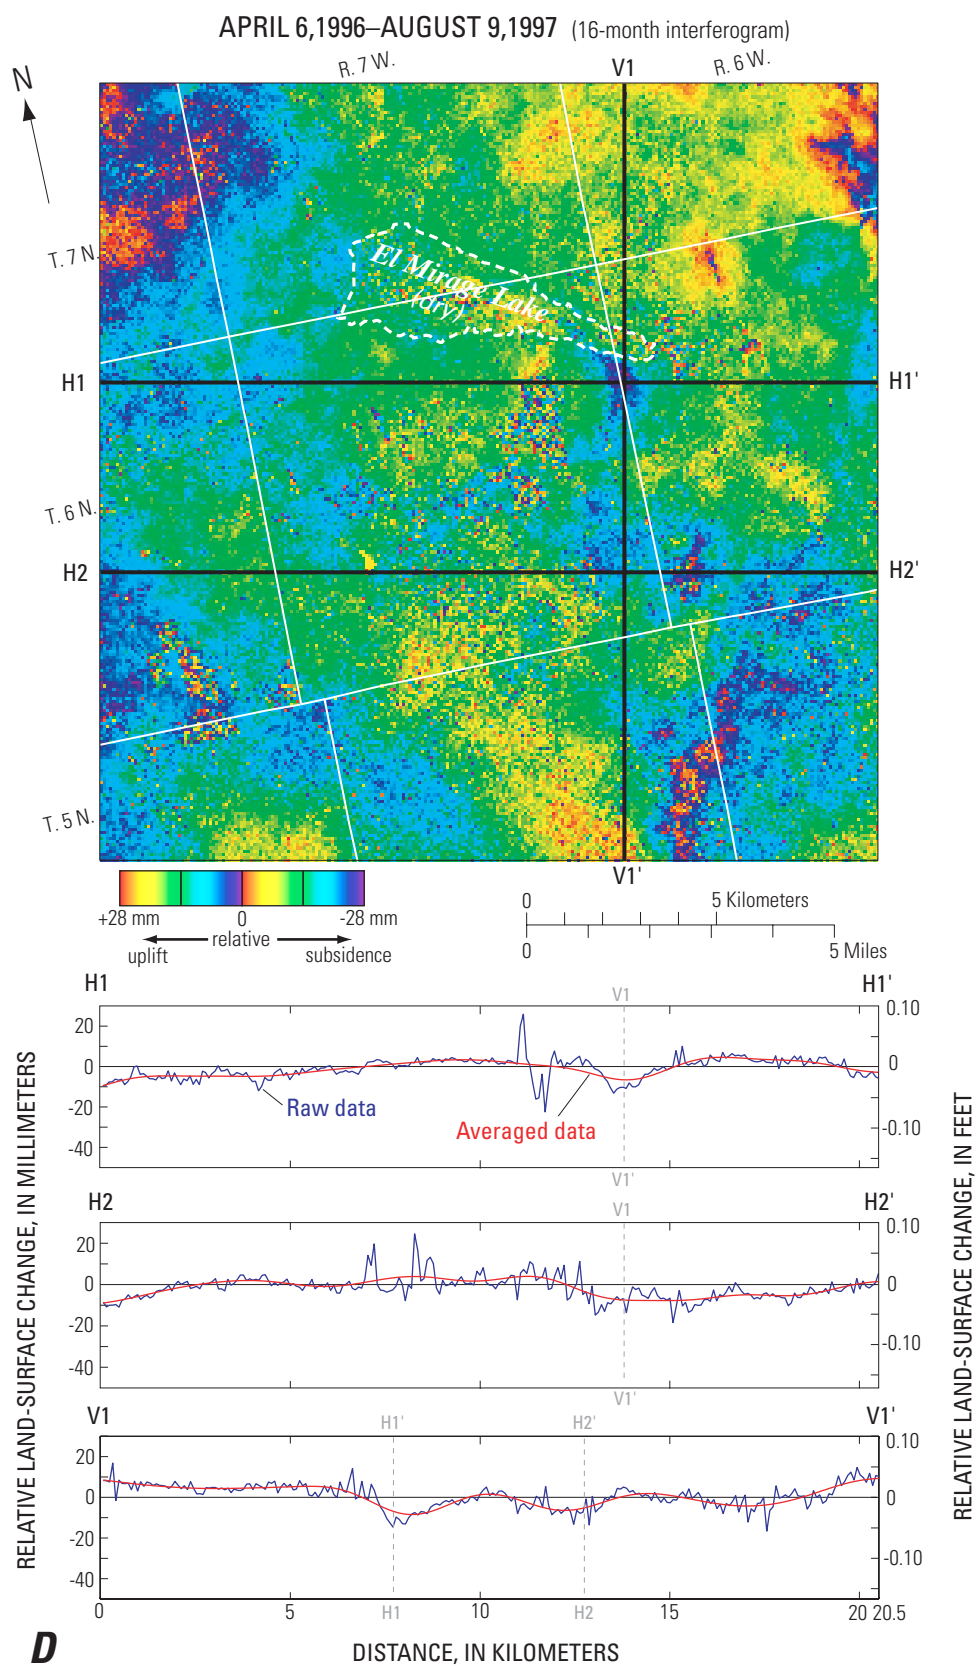 APRIL 6,1996–AUGUST 9,1997 (16-month interferogram)
N
R. 7 W.
V1
R. 6 W.
T. 7 N.
El Mirage Lake
(dry)
H1
H1'
T. 6 N.
H2
H2'
T. 5 N.
V1'
+28 mm
0
-28 mm
relative
uplift
subsidence
0
5 Kilometers
0
5 Miles
H1
V1
H1'
20
0
-20
-40
0.10
0
-0.10
Raw data
Averaged data
V1'
H2
V1
H2'
20
0
-20
-40
0.10
0
-0.10
V1'
V1
H1'
H2'
V1'
20
0
-20
-40
0.10
0
-0.10
H1
H2
0
5
10
15
20
20.5
RELATIVE LAND-SURFACE CHANGE, IN MILLIMETERS
RELATIVE LAND-SURFACE CHANGE, IN FEET
D
DISTANCE, IN KILOMETERS